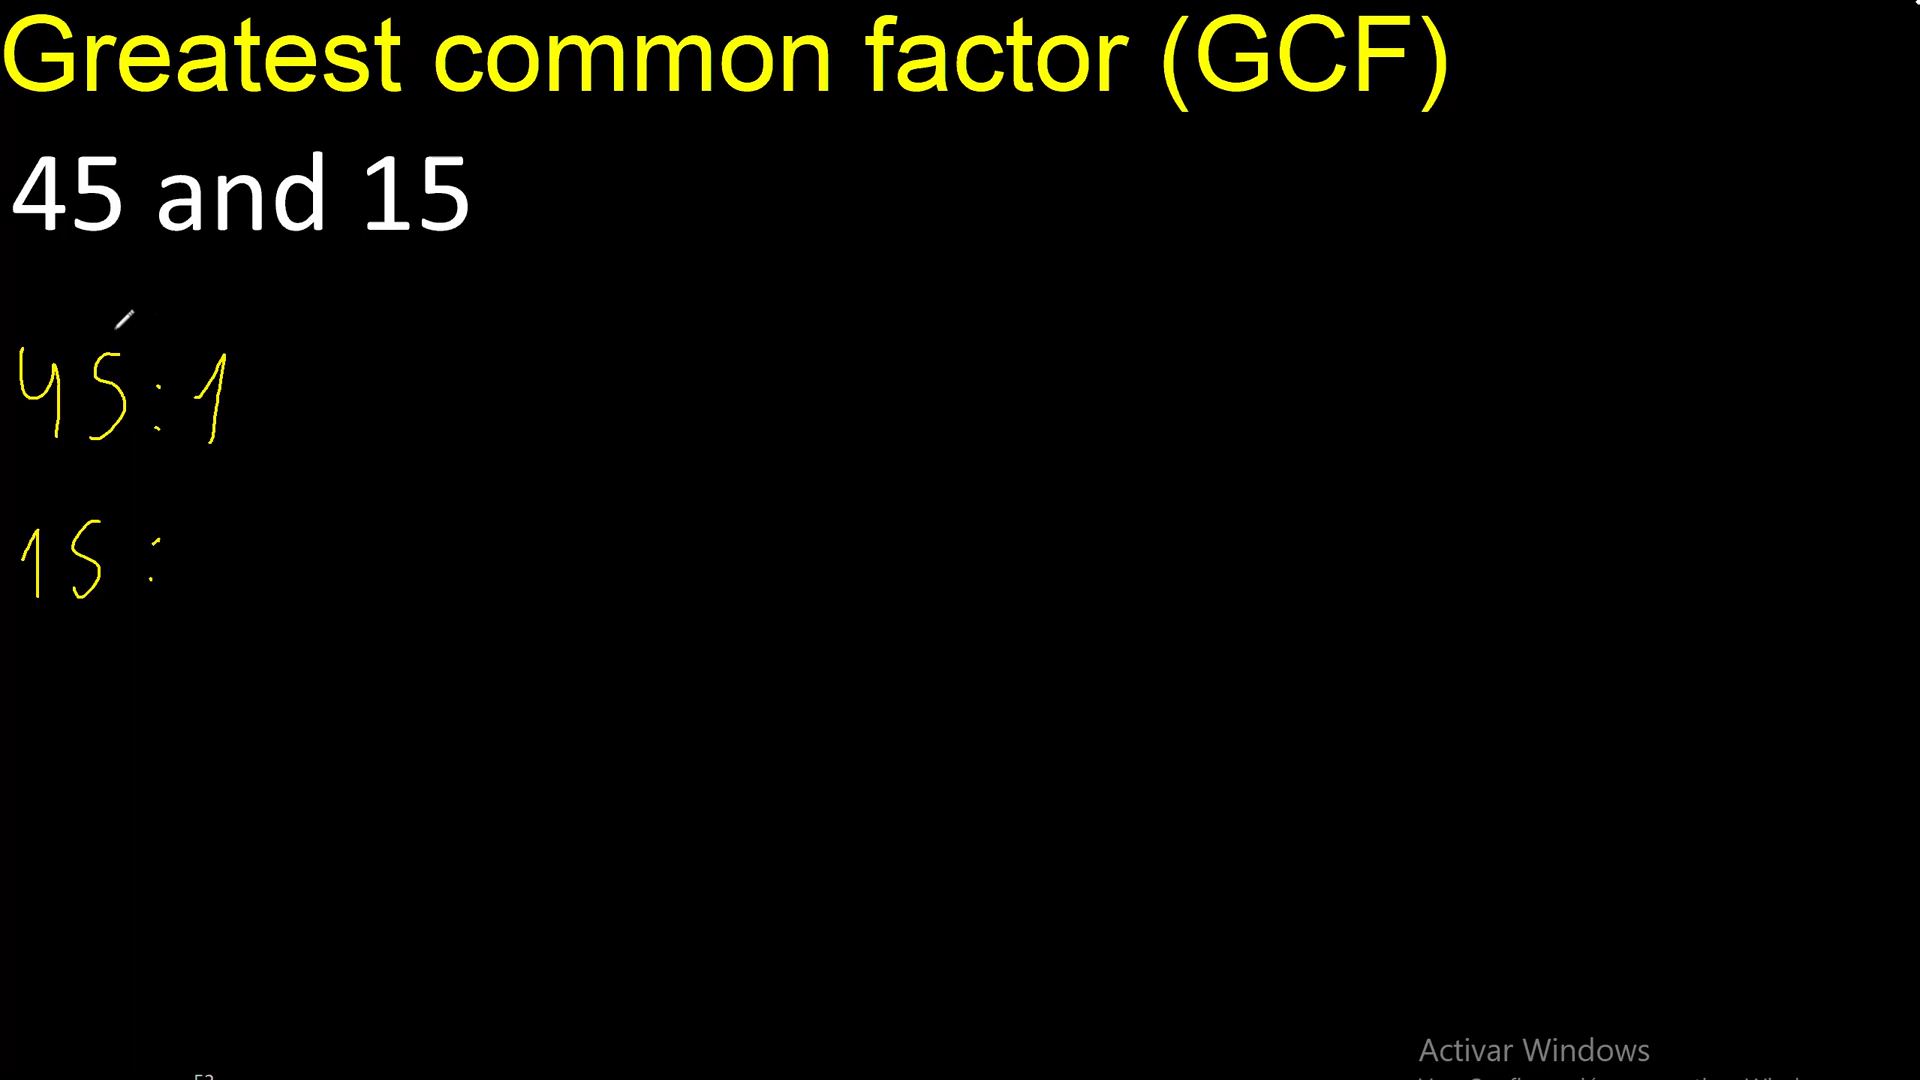 Greatest common factor (GCF)
45 and 15
45: 1
15 :
Activar Windows